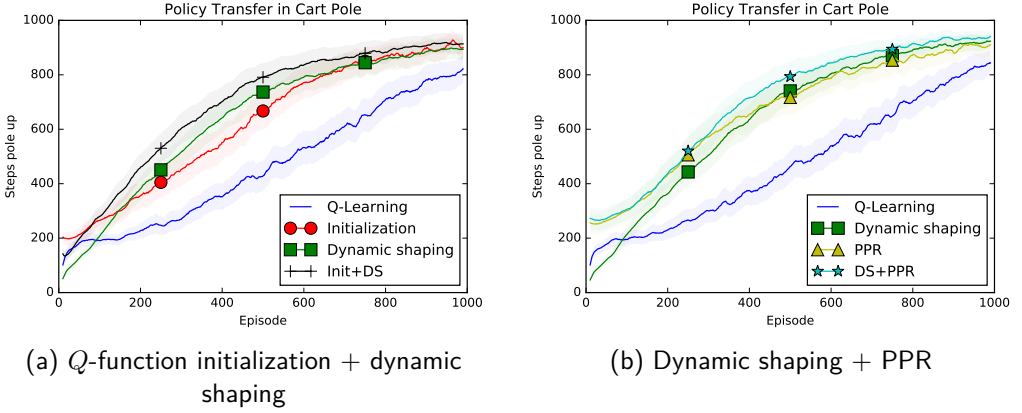 Policy Transfer in Cart Pole
1000
800
600
400
200
0
Steps pole up
0 200 400 600 800 1000
Episode
Q-Learning
Initialization
Dynamic shaping
Init+DS
(a) Q-function initialization + dynamic
shaping
Policy Transfer in Cart Pole
1000
800
600
400
200
0
Steps pole up
0 200 400 600 800 1000
Episode
Q-Learning
Dynamic shaping
PPR
DS+PPR
(b) Dynamic shaping + PPR